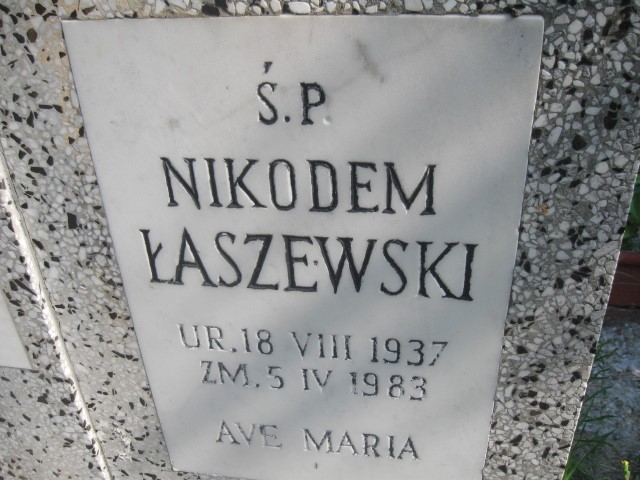 Ś.P
NIKODEM
ŁASZEWSKI
UR.18 VIII 1937
ZM.5 IV 1983
AVE MARIA